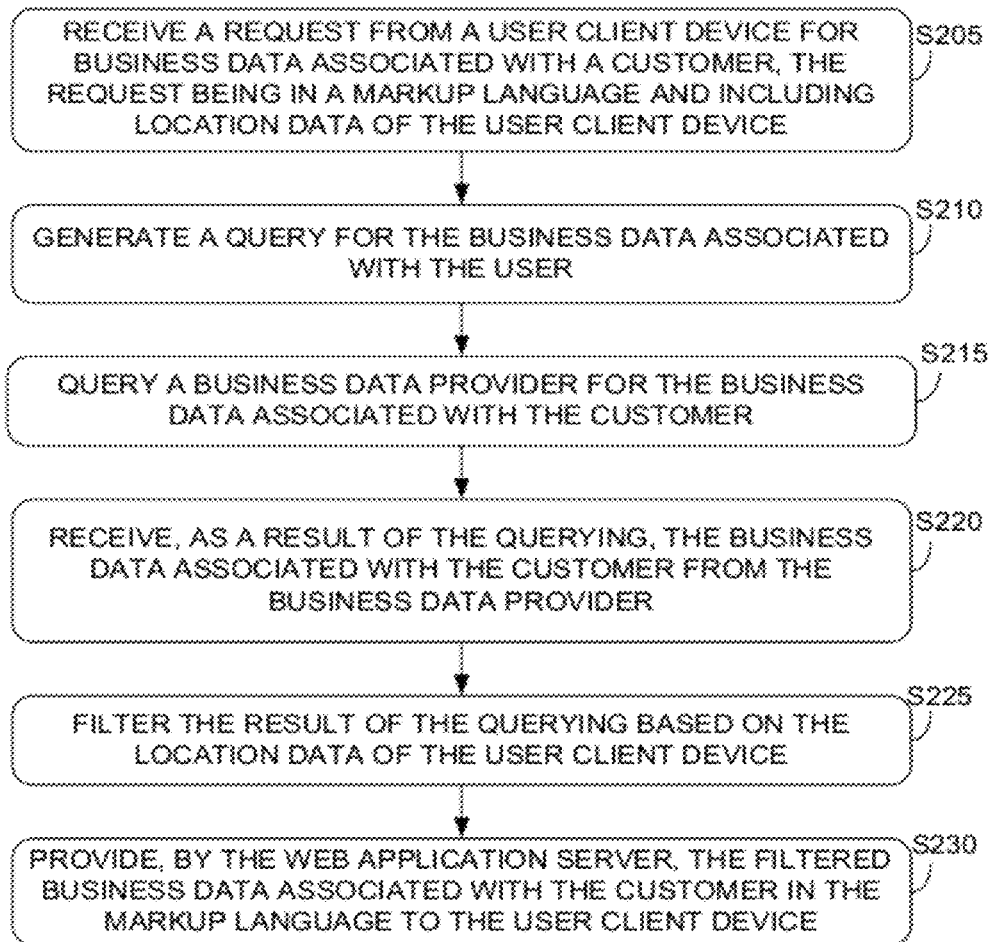 RECEIVE A REQUEST FROM A USER CLIENT DEVICE FOR
BUSINESS DATA ASSOCIATED WITH A CUSTOMER, THE
REQUEST BEING IN A MARKUP LANGUAGE AND INCLUDING
LOCATION DATA OF THE USER CLIENT DEVICE
S205
GENERATE A QUERY FOR THE BUSINESS DATA ASSOCIATED
WITH THE USER
S210
QUERY A BUSINESS DATA PROVIDER FOR THE BUSINESS
DATA ASSOCIATED WITH THE CUSTOMER
S215
RECEIVE, AS A RESULT OF THE QUERYING, THE BUSINESS
DATA ASSOCIATED WITH THE CUSTOMER FROM THE
BUSINESS DATA PROVIDER
S220
FILTER THE RESULT OF THE QUERYING BASED ON THE
LOCATION DATA OF THE USER CLIENT DEVICE
S225
PROVIDE, BY THE WEB APPLICATION SERVER, THE FILTERED
BUSINESS DATA ASSOCIATED WITH THE CUSTOMER IN THE
MARKUP LANGUAGE TO THE USER CLIENT DEVICE
S230